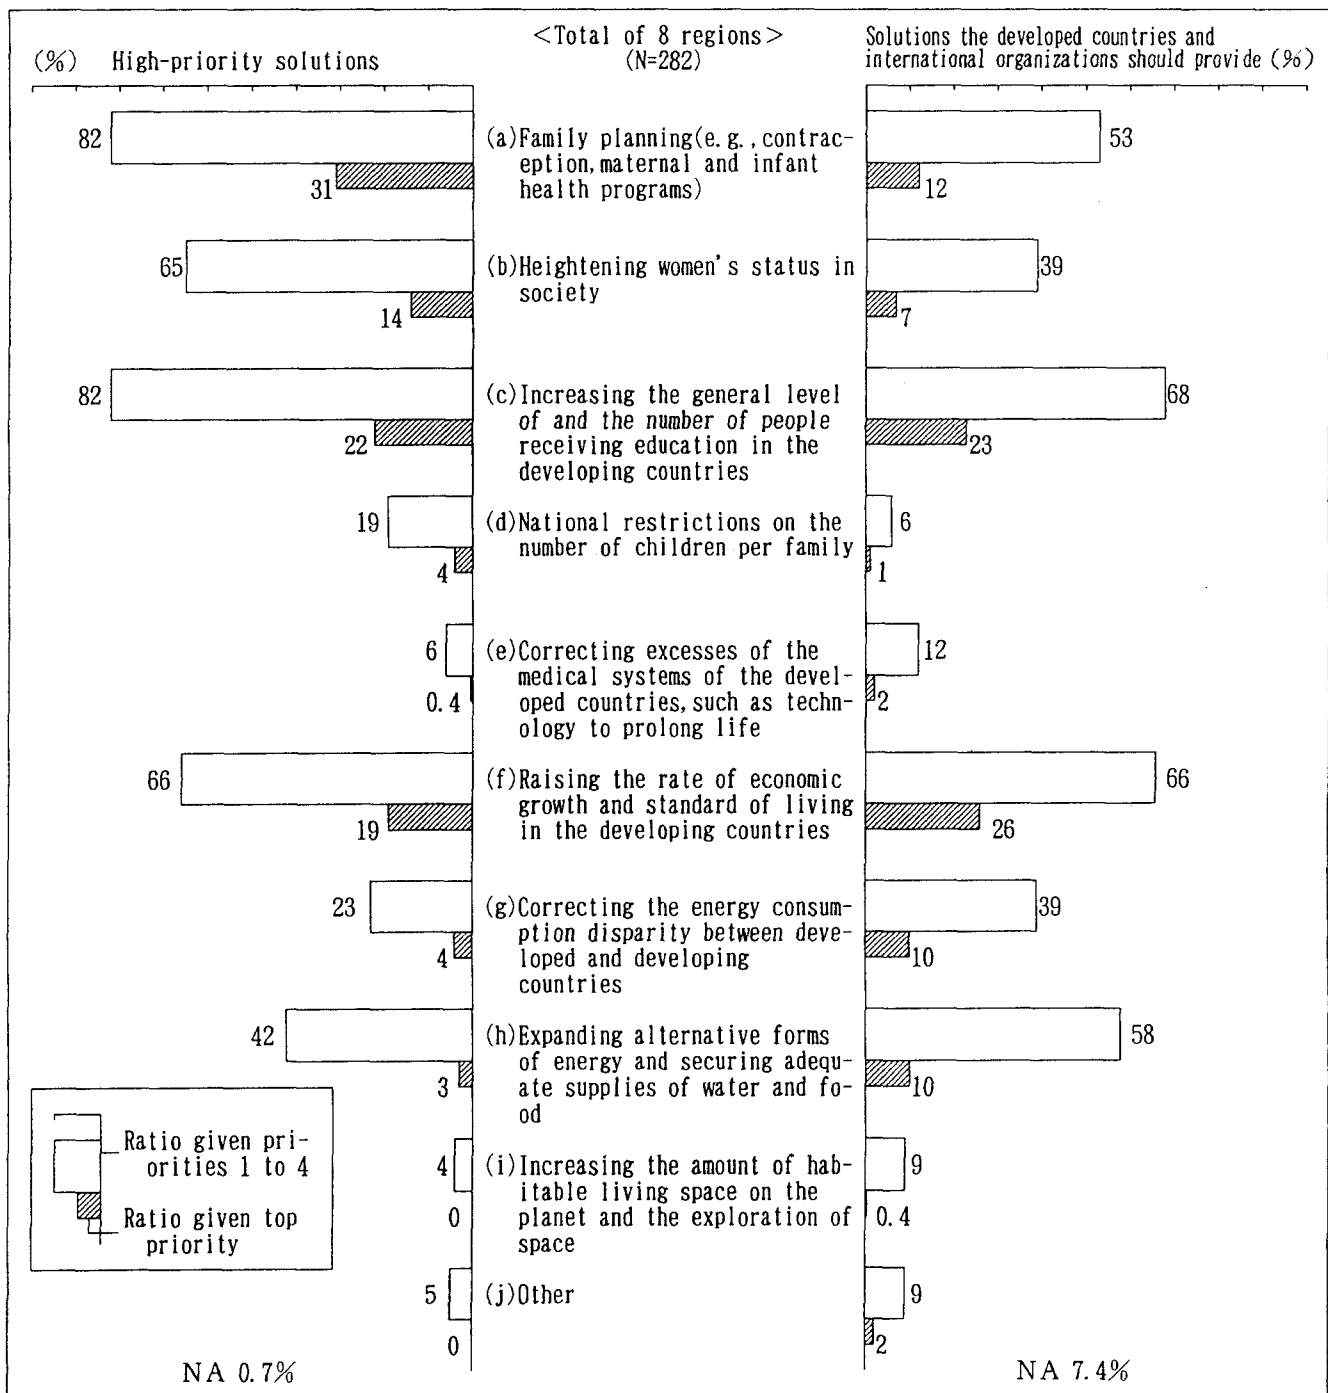 <Total of 8 regions>
(N=282)
(%) High-priority solutions
Solutions the developed countries and
international organizations should provide (%)
82
31
(a)Family planning(e.g.,contrac-
eption,maternal and infant
health programs)
53
12
65
14
(b)Heightening women's status in
society
39
7
82
22
(c)Increasing the general level
of and the number of people
receiving education in the
developing countries
68
23
19
4
(d)National restrictions on the
number of children per family
6
1
6
0.4
(e)Correcting excesses of the
medical systems of the devel-
oped countries,such as techn-
ology to prolong life
12
2
66
19
(f)Raising the rate of economic
growth and standard of living
in the developing countries
66
26
23
4
(g)Correcting the energy consum-
ption disparity between deve-
loped and developing
countries
39
10
42
3
(h)Expanding alternative forms
of energy and securing adequ-
ate supplies of water and fo-
od
58
10
4
0
(i)Increasing the amount of hab-
itable living space on the
planet and the exploration of
space
9
0.4
5
0
(j)Other
9
2
Ratio given pri-
orities 1 to 4
Ratio given top
priority
NA 0.7%
NA 7.4%